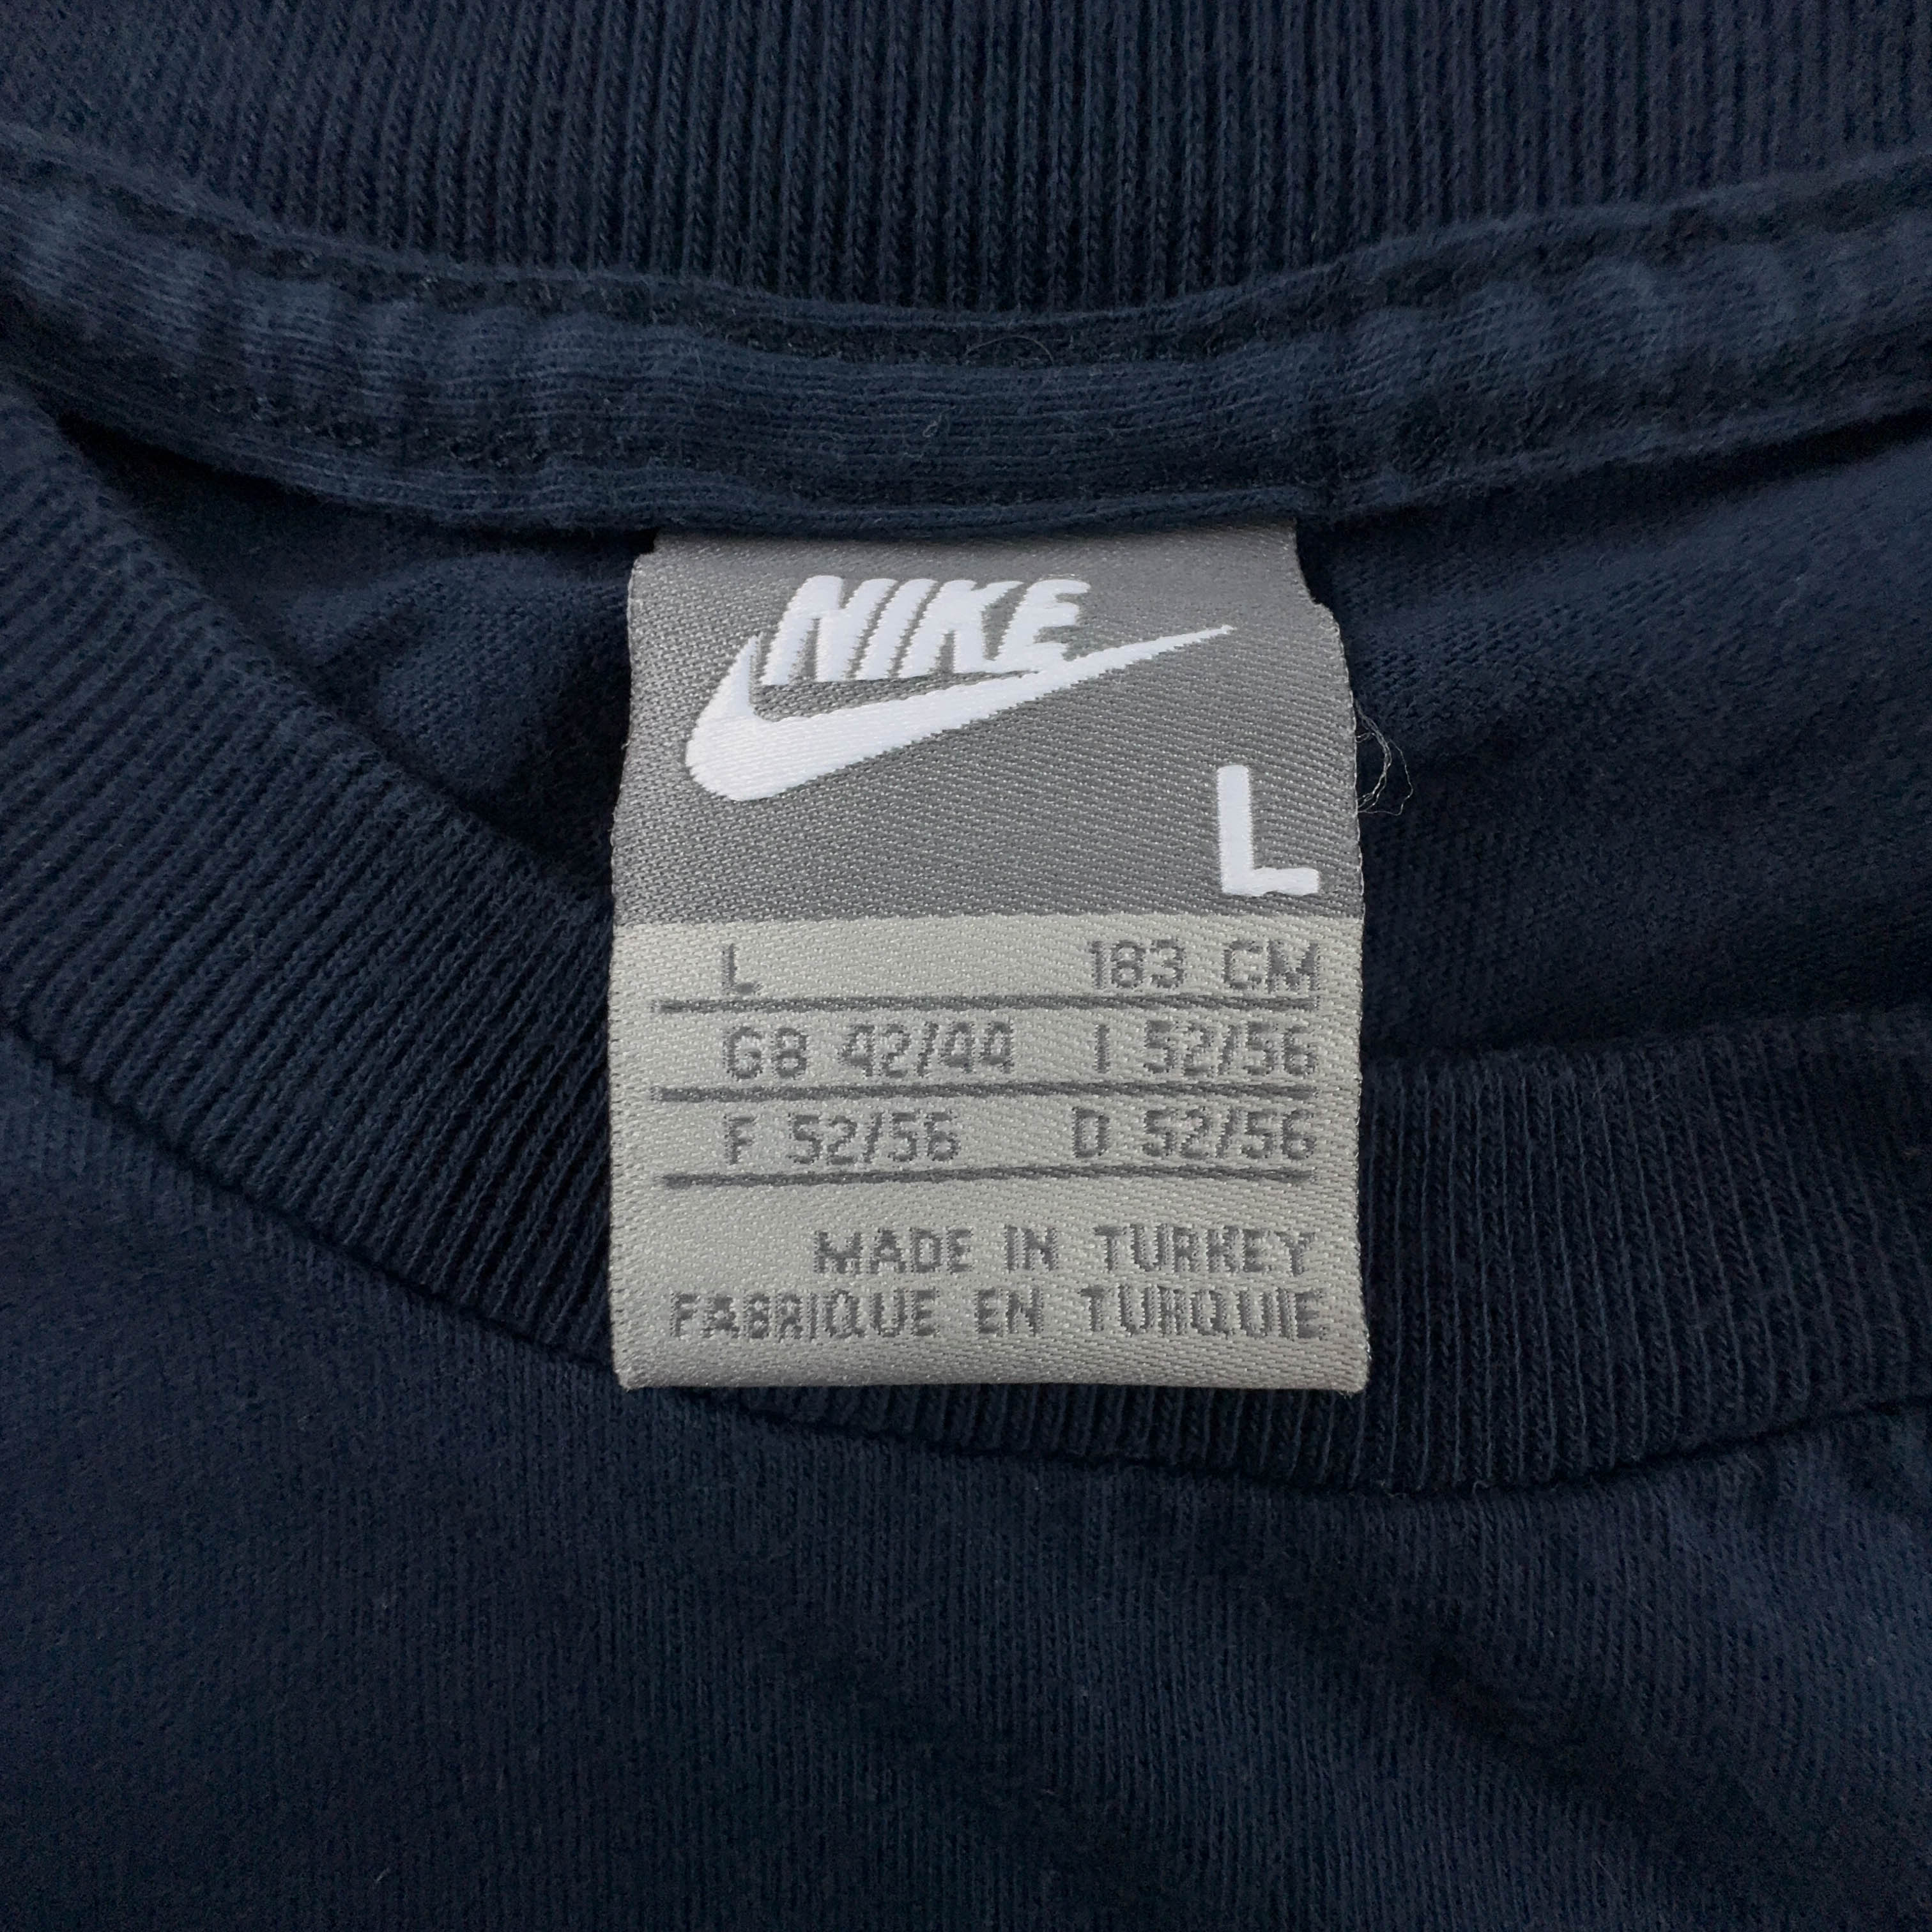 NIKE
L
L 183 CM
GB 42/44 I 52/56
F 52/56 D 52/56
MADE IN TURKEY
FABRIQUE EN TURQUIE